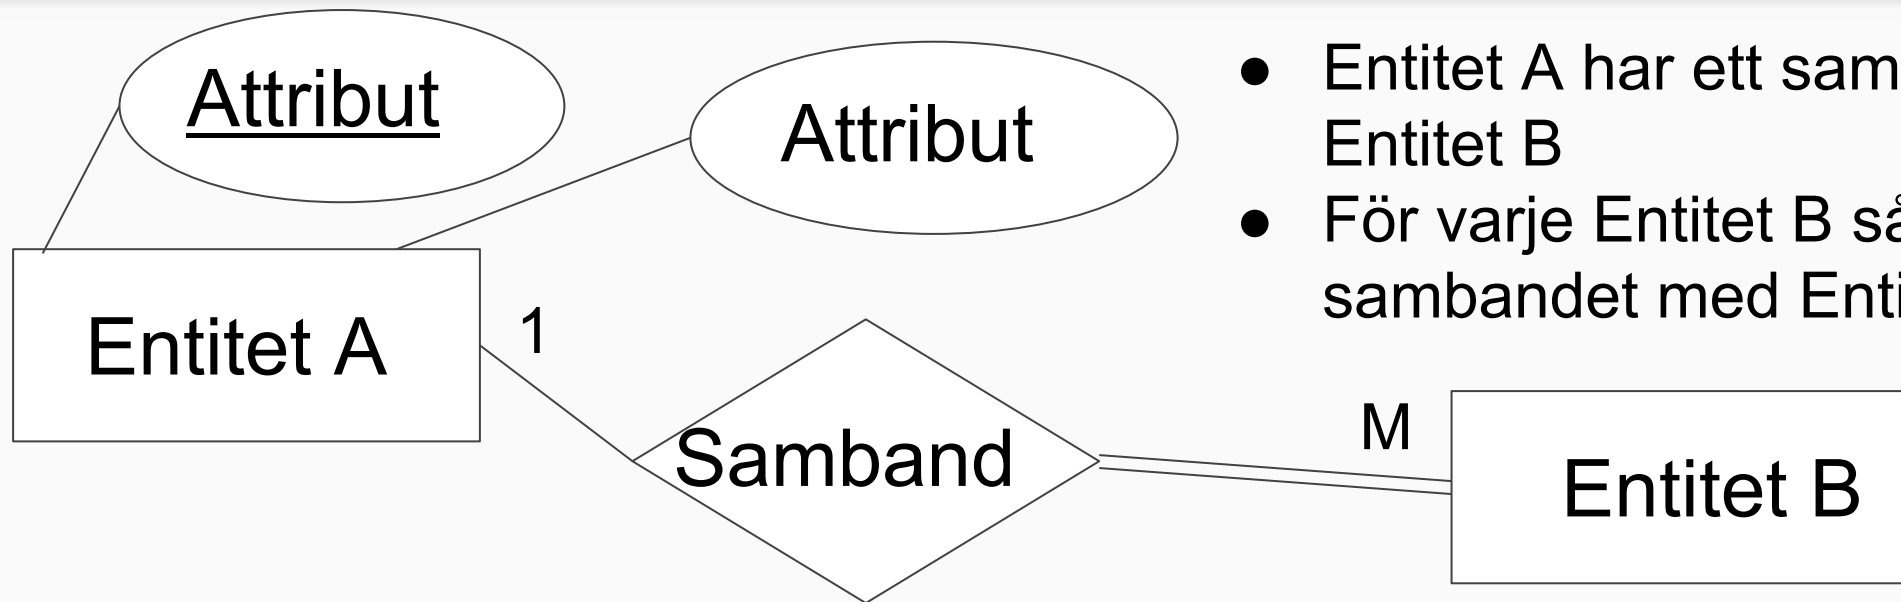 Attribut
Attribut
Entitet A har ett sam
Entitet B
För varje Entitet B så
sambandet med Enti
Entitet A
1
Samband
M
Entitet B